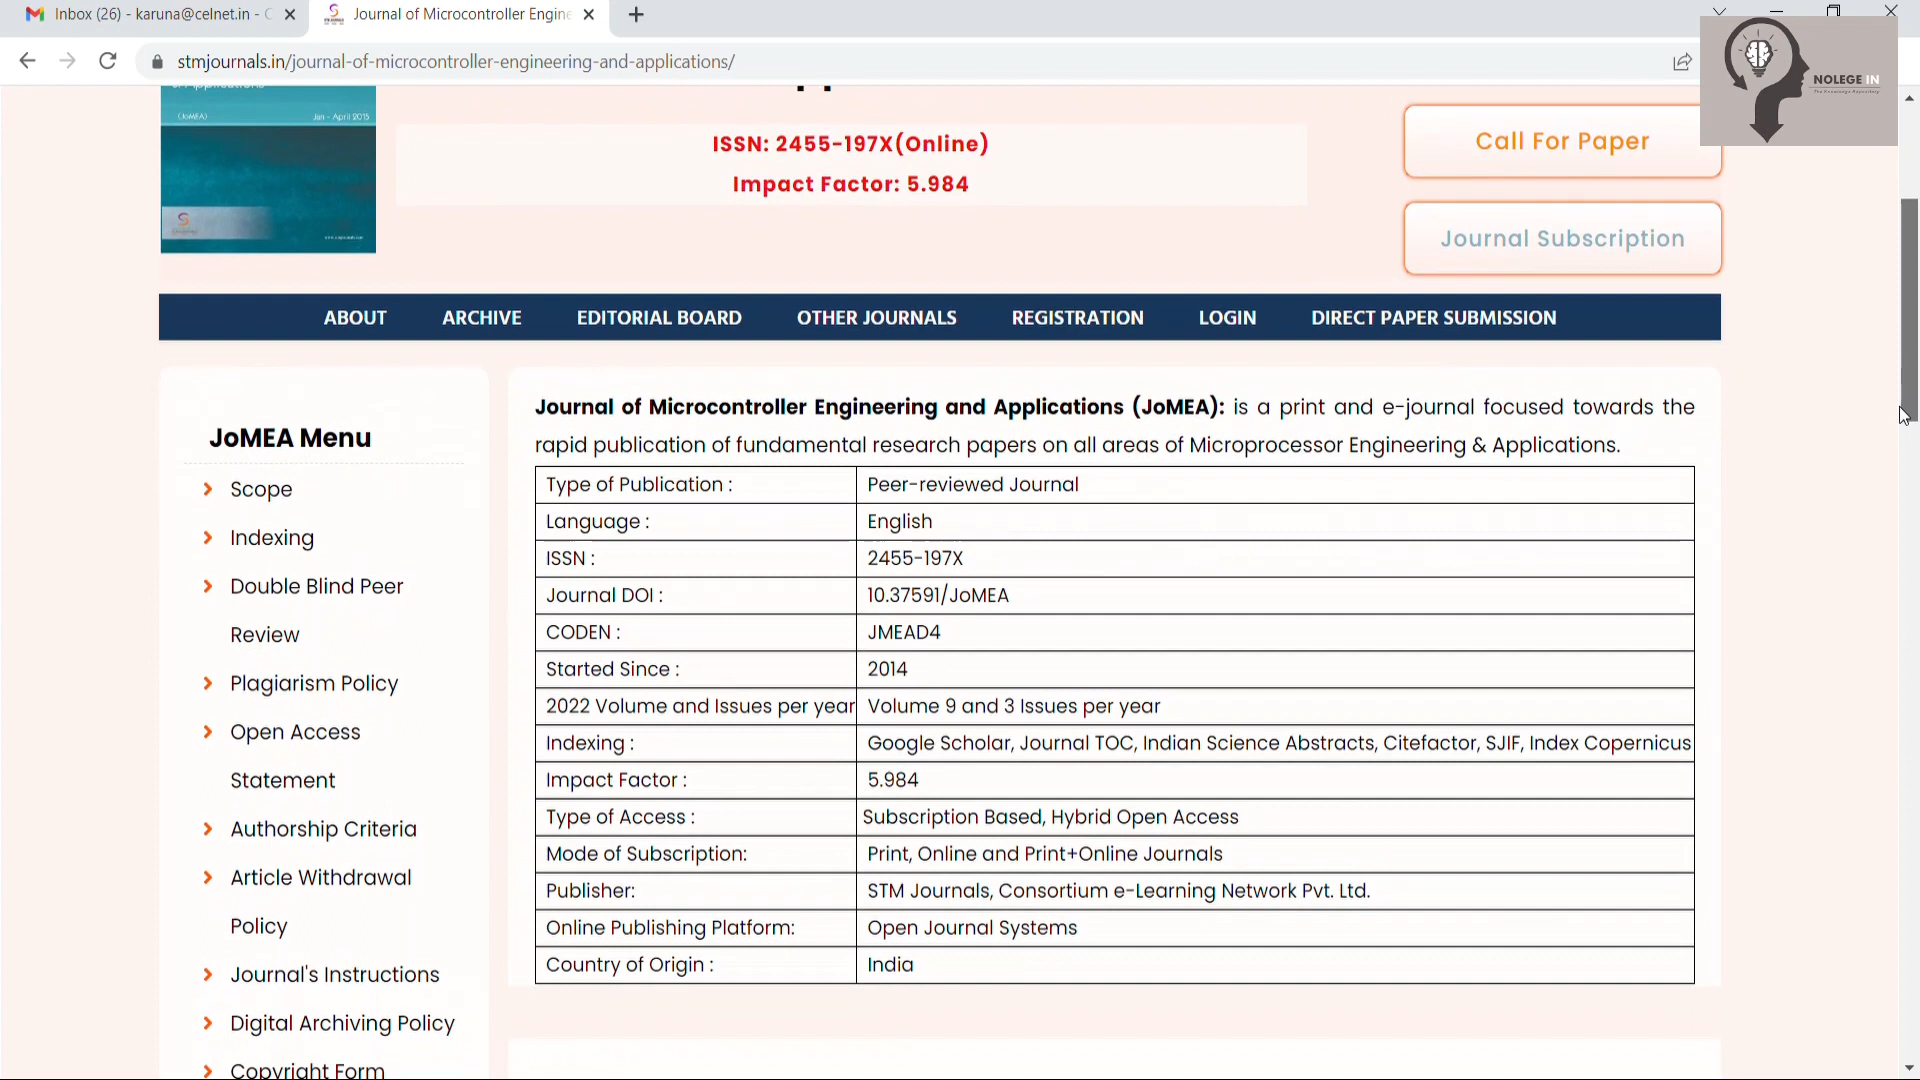 Inbox (26) - karuna@celnet.in - C
Journal of Microcontroller Engine
stmjournals.in/journal-of-microcontroller-engineering-and-applications/
NOLEGE IN
(JoMEA) Jan - April 2015
ISSN: 2455-197X(Online)
Impact Factor: 5.984
Call For Paper
Journal Subscription
ABOUT ARCHIVE EDITORIAL BOARD OTHER JOURNALS REGISTRATION LOGIN DIRECT PAPER SUBMISSION
JoMEA Menu
Scope
Indexing
Double Blind Peer
Review
Plagiarism Policy
Open Access
Statement
Authorship Criteria
Article Withdrawal
Policy
Journal's Instructions
Digital Archiving Policy
Copyright Form
Journal of Microcontroller Engineering and Applications (JoMEA): is a print and e-journal focused towards the
rapid publication of fundamental research papers on all areas of Microprocessor Engineering & Applications.
Type of Publication : Peer-reviewed Journal
Language : English
ISSN : 2455-197X
Journal DOI : 10.37591/JoMEA
CODEN : JMEAD4
Started Since : 2014
2022 Volume and Issues per year Volume 9 and 3 Issues per year
Indexing : Google Scholar, Journal TOC, Indian Science Abstracts, Citefactor, SJIF, Index Copernicus
Impact Factor : 5.984
Type of Access : Subscription Based, Hybrid Open Access
Mode of Subscription: Print, Online and Print+Online Journals
Publisher: STM Journals, Consortium e-Learning Network Pvt. Ltd.
Online Publishing Platform: Open Journal Systems
Country of Origin : India